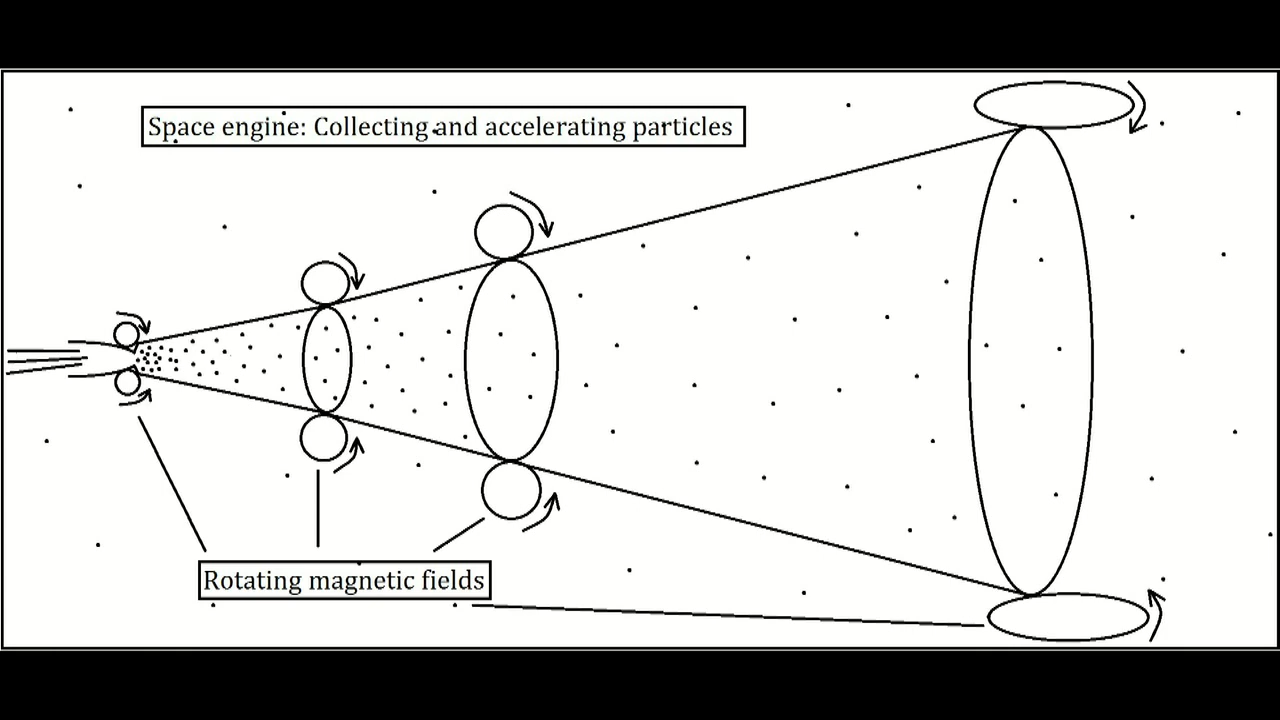 Space engine: Collecting and accelerating particles
Rotating magnetic fields